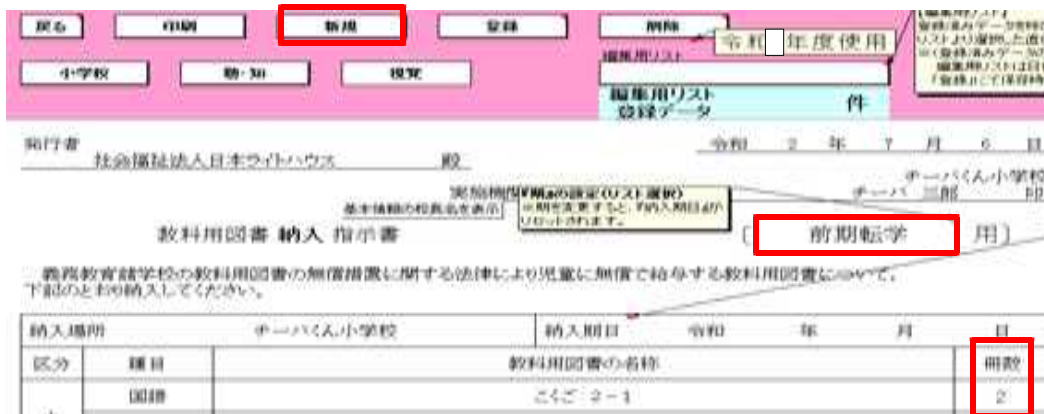 戻る 印刷 新規 登録 削除
令和 年度使用
編集用リスト
小学校 聴・知 視覚
編集用リスト
登録データ 件
発行者
社会福祉法人日本ライトハウス 殿
令和 2 年 7 月 6 日
チーバくん小学校
チーバ 三郎 印
実施機関
基本情報の校長名を表示
期の設定(リスト選択)
教科用図書 納入 指示書
[ 前期転学 用]
義務教育諸学校の教科用図書の無償措置に関する法律により児童に無償で給与する教科用図書について、
下記のとおり納入してください。
納入場所 チーバくん小学校 納入期日 令和 年 月 日
区分 種目 教科用図書の名称 冊数
国語 こくご 2-1 2